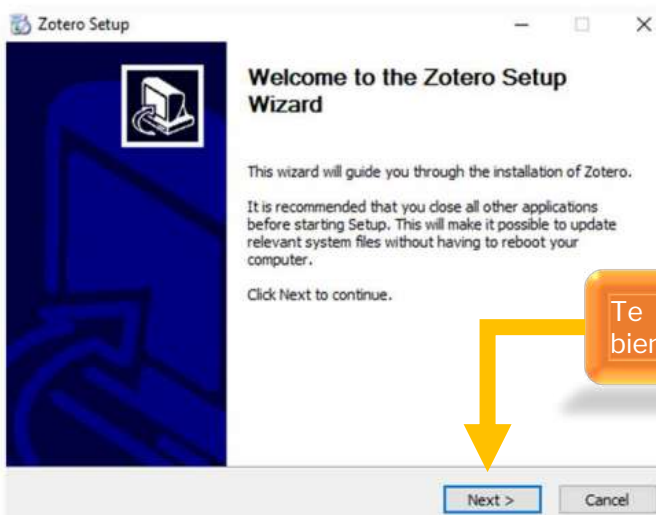 Zotero Setup
Welcome to the Zotero Setup
Wizard
This wizard will guide you through the installation of Zotero.
It is recommended that you close all other applications
before starting Setup. This will make it possible to update
relevant system files without having to reboot your
computer.
Click Next to continue.
Te
Next >
Cancel